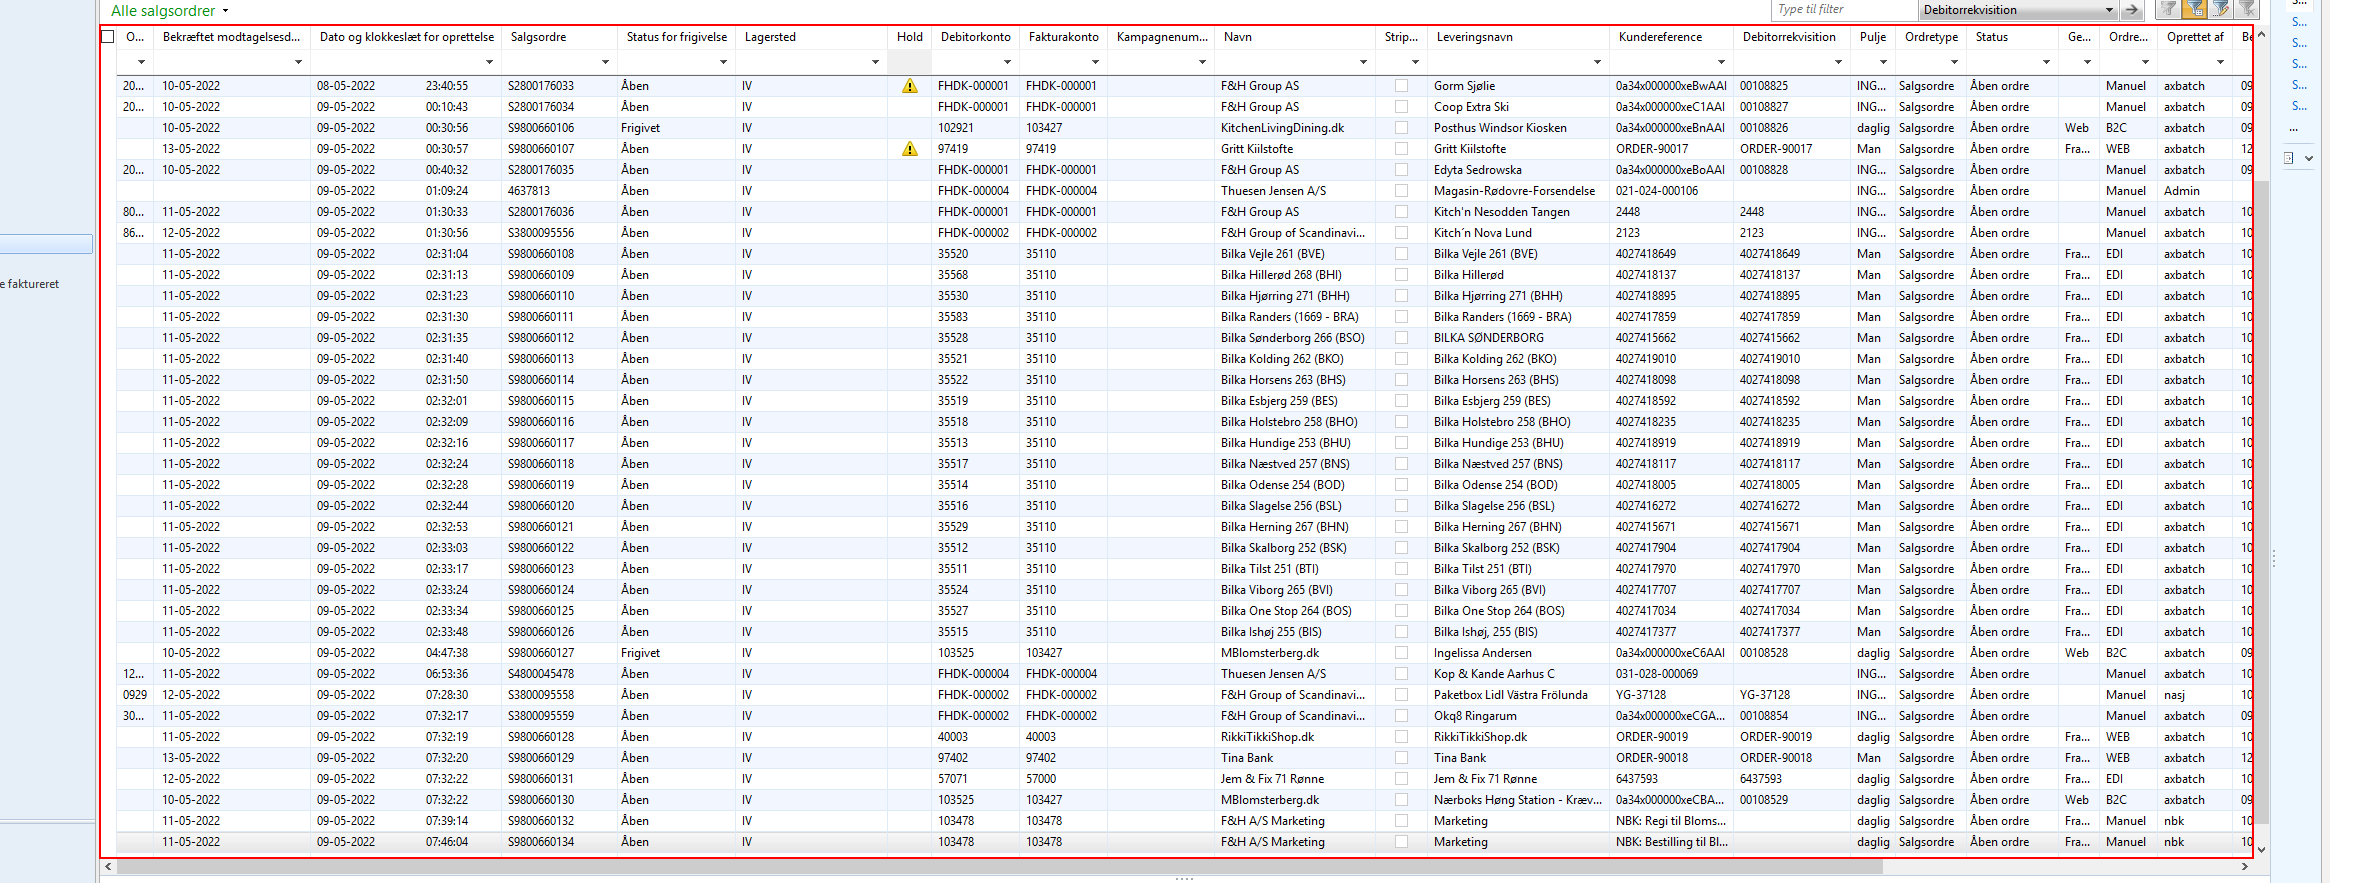 Alle salgsordrer
Type til filter Debitorrekvisition
O... Bekræftet modtagelsesd... Dato og klokkeslæt for oprettelse Salgsordre Status for frigivelse Lagersted Hold Debitorkonto Fakturakonto Kampagnenum... Navn Strip... Leveringsnavn Kundereference Debitorrekvisition Pulje Ordretype Status Ge... Ordre... Oprettet af Be
20... 10-05-2022 08-05-2022 23:40:55 S2800176033 Åben IV FHDK-000001 FHDK-000001 F&H Group AS Gorm Sjølie 0a34x000000xeBwAAI 00108825 ING... Salgsordre Åben ordre Manuel axbatch 09
20... 10-05-2022 09-05-2022 00:10:43 S2800176034 Åben IV FHDK-000001 FHDK-000001 F&H Group AS Coop Extra Ski 0a34x000000xeC1AAI 00108827 ING... Salgsordre Åben ordre Manuel axbatch 09
10-05-2022 09-05-2022 00:30:56 S9800660106 Frigivet IV 102921 103427 KitchenLivingDining.dk Posthus Windsor Kiosken 0a34x000000xeBnAAI 00108826 daglig Salgsordre Åben ordre Web B2C axbatch 09
13-05-2022 09-05-2022 00:30:57 S9800660107 Åben IV 97419 97419 Gritt Kiilstofte Gritt Kiilstofte ORDER-90017 ORDER-90017 Man Salgsordre Åben ordre Fra... WEB axbatch 12
20... 10-05-2022 09-05-2022 00:40:32 S2800176035 Åben IV FHDK-000001 FHDK-000001 F&H Group AS Edyta Sedrowska 0a34x000000xeBoAAI 00108828 ING... Salgsordre Åben ordre Manuel axbatch 09
09-05-2022 01:09:24 4637813 Åben IV FHDK-000004 FHDK-000004 Thuesen Jensen A/S Magasin-Rødovre-Forsendelse 021-024-000106 ING... Salgsordre Åben ordre Manuel Admin
80... 11-05-2022 09-05-2022 01:30:33 S2800176036 Åben IV FHDK-000001 FHDK-000001 F&H Group AS Kitch'n Nesodden Tangen 2448 2448 ING... Salgsordre Åben ordre Manuel axbatch 10
86... 12-05-2022 09-05-2022 01:30:56 S3800095556 Åben IV FHDK-000002 FHDK-000002 F&H Group of Scandinavi... Kitch´n Nova Lund 2123 2123 ING... Salgsordre Åben ordre Manuel axbatch 10
11-05-2022 09-05-2022 02:31:04 S9800660108 Åben IV 35520 35110 Bilka Vejle 261 (BVE) Bilka Vejle 261 (BVE) 4027418649 4027418649 Man Salgsordre Åben ordre Fra... EDI axbatch 10
11-05-2022 09-05-2022 02:31:13 S9800660109 Åben IV 35568 35110 Bilka Hillerød 268 (BHI) Bilka Hillerød 4027418137 4027418137 Man Salgsordre Åben ordre Fra... EDI axbatch 10
11-05-2022 09-05-2022 02:31:23 S9800660110 Åben IV 35530 35110 Bilka Hjørring 271 (BHH) Bilka Hjørring 271 (BHH) 4027418895 4027418895 Man Salgsordre Åben ordre Fra... EDI axbatch 10
11-05-2022 09-05-2022 02:31:30 S9800660111 Åben IV 35583 35110 Bilka Randers (1669 - BRA) Bilka Randers (1669 - BRA) 4027417859 4027417859 Man Salgsordre Åben ordre Fra... EDI axbatch 10
11-05-2022 09-05-2022 02:31:35 S9800660112 Åben IV 35528 35110 Bilka Sønderborg 266 (BSO) BILKA SØNDERBORG 4027415662 4027415662 Man Salgsordre Åben ordre Fra... EDI axbatch 10
11-05-2022 09-05-2022 02:31:40 S9800660113 Åben IV 35521 35110 Bilka Kolding 262 (BKO) Bilka Kolding 262 (BKO) 4027419010 4027419010 Man Salgsordre Åben ordre Fra... EDI axbatch 10
11-05-2022 09-05-2022 02:31:50 S9800660114 Åben IV 35522 35110 Bilka Horsens 263 (BHS) Bilka Horsens 263 (BHS) 4027418098 4027418098 Man Salgsordre Åben ordre Fra... EDI axbatch 10
11-05-2022 09-05-2022 02:32:01 S9800660115 Åben IV 35519 35110 Bilka Esbjerg 259 (BES) Bilka Esbjerg 259 (BES) 4027418592 4027418592 Man Salgsordre Åben ordre Fra... EDI axbatch 10
11-05-2022 09-05-2022 02:32:09 S9800660116 Åben IV 35518 35110 Bilka Holstebro 258 (BHO) Bilka Holstebro 258 (BHO) 4027418235 4027418235 Man Salgsordre Åben ordre Fra... EDI axbatch 10
11-05-2022 09-05-2022 02:32:16 S9800660117 Åben IV 35513 35110 Bilka Hundige 253 (BHU) Bilka Hundige 253 (BHU) 4027418919 4027418919 Man Salgsordre Åben ordre Fra... EDI axbatch 10
11-05-2022 09-05-2022 02:32:24 S9800660118 Åben IV 35517 35110 Bilka Næstved 257 (BNS) Bilka Næstved 257 (BNS) 4027418117 4027418117 Man Salgsordre Åben ordre Fra... EDI axbatch 10
11-05-2022 09-05-2022 02:32:28 S9800660119 Åben IV 35514 35110 Bilka Odense 254 (BOD) Bilka Odense 254 (BOD) 4027418005 4027418005 Man Salgsordre Åben ordre Fra... EDI axbatch 10
11-05-2022 09-05-2022 02:32:44 S9800660120 Åben IV 35516 35110 Bilka Slagelse 256 (BSL) Bilka Slagelse 256 (BSL) 4027416272 4027416272 Man Salgsordre Åben ordre Fra... EDI axbatch 10
11-05-2022 09-05-2022 02:32:53 S9800660121 Åben IV 35529 35110 Bilka Herning 267 (BHN) Bilka Herning 267 (BHN) 4027415671 4027415671 Man Salgsordre Åben ordre Fra... EDI axbatch 10
11-05-2022 09-05-2022 02:33:03 S9800660122 Åben IV 35512 35110 Bilka Skalborg 252 (BSK) Bilka Skalborg 252 (BSK) 4027417904 4027417904 Man Salgsordre Åben ordre Fra... EDI axbatch 10
11-05-2022 09-05-2022 02:33:17 S9800660123 Åben IV 35511 35110 Bilka Tilst 251 (BTI) Bilka Tilst 251 (BTI) 4027417970 4027417970 Man Salgsordre Åben ordre Fra... EDI axbatch 10
11-05-2022 09-05-2022 02:33:24 S9800660124 Åben IV 35524 35110 Bilka Viborg 265 (BVI) Bilka Viborg 265 (BVI) 4027417707 4027417707 Man Salgsordre Åben ordre Fra... EDI axbatch 10
11-05-2022 09-05-2022 02:33:34 S9800660125 Åben IV 35527 35110 Bilka One Stop 264 (BOS) Bilka One Stop 264 (BOS) 4027417034 4027417034 Man Salgsordre Åben ordre Fra... EDI axbatch 10
11-05-2022 09-05-2022 02:33:48 S9800660126 Åben IV 35515 35110 Bilka Ishøj 255 (BIS) Bilka Ishøj, 255 (BIS) 4027417377 4027417377 Man Salgsordre Åben ordre Fra... EDI axbatch 10
10-05-2022 09-05-2022 04:47:38 S9800660127 Frigivet IV 103525 103427 MBlomsterberg.dk Ingelissa Andersen 0a34x000000xeC6AAI 00108528 daglig Salgsordre Åben ordre Web B2C axbatch 09
12... 11-05-2022 09-05-2022 06:53:36 S4800045478 Åben IV FHDK-000004 FHDK-000004 Thuesen Jensen A/S Kop & Kande Aarhus C 031-028-000069 ING... Salgsordre Åben ordre Manuel axbatch 10
0929 12-05-2022 09-05-2022 07:28:30 S3800095558 Åben IV FHDK-000002 FHDK-000002 F&H Group of Scandinavi... Paketbox Lidl Västra Frölunda YG-37128 YG-37128 ING... Salgsordre Åben ordre Manuel nasj 10
30... 11-05-2022 09-05-2022 07:32:17 S3800095559 Åben IV FHDK-000002 FHDK-000002 F&H Group of Scandinavi... Okq8 Ringarum 0a34x000000xeCGA... 00108854 ING... Salgsordre Åben ordre Manuel axbatch 09
11-05-2022 09-05-2022 07:32:19 S9800660128 Åben IV 40003 40003 RikkiTikkiShop.dk RikkiTikkiShop.dk ORDER-90019 ORDER-90019 daglig Salgsordre Åben ordre Fra... WEB axbatch 10
13-05-2022 09-05-2022 07:32:20 S9800660129 Åben IV 97402 97402 Tina Bank Tina Bank ORDER-90018 ORDER-90018 Man Salgsordre Åben ordre Fra... WEB axbatch 12
12-05-2022 09-05-2022 07:32:22 S9800660131 Åben IV 57071 57000 Jem & Fix 71 Rønne Jem & Fix 71 Rønne 6437593 6437593 daglig Salgsordre Åben ordre Fra... EDI axbatch 10
10-05-2022 09-05-2022 07:32:22 S9800660130 Åben IV 103525 103427 MBlomsterberg.dk Nærboks Høng Station - Kræv... 0a34x000000xeCBA... 00108529 daglig Salgsordre Åben ordre Web B2C axbatch 09
11-05-2022 09-05-2022 07:39:14 S9800660132 Åben IV 103478 103478 F&H A/S Marketing Marketing NBK: Regi til Bloms... daglig Salgsordre Åben ordre Fra... Manuel nbk 10
11-05-2022 09-05-2022 07:46:04 S9800660134 Åben IV 103478 103478 F&H A/S Marketing Marketing NBK: Bestilling til Bl... daglig Salgsordre Åben ordre Fra... Manuel nbk 10
e faktureret
S...
S...
S...
S...
S...
...